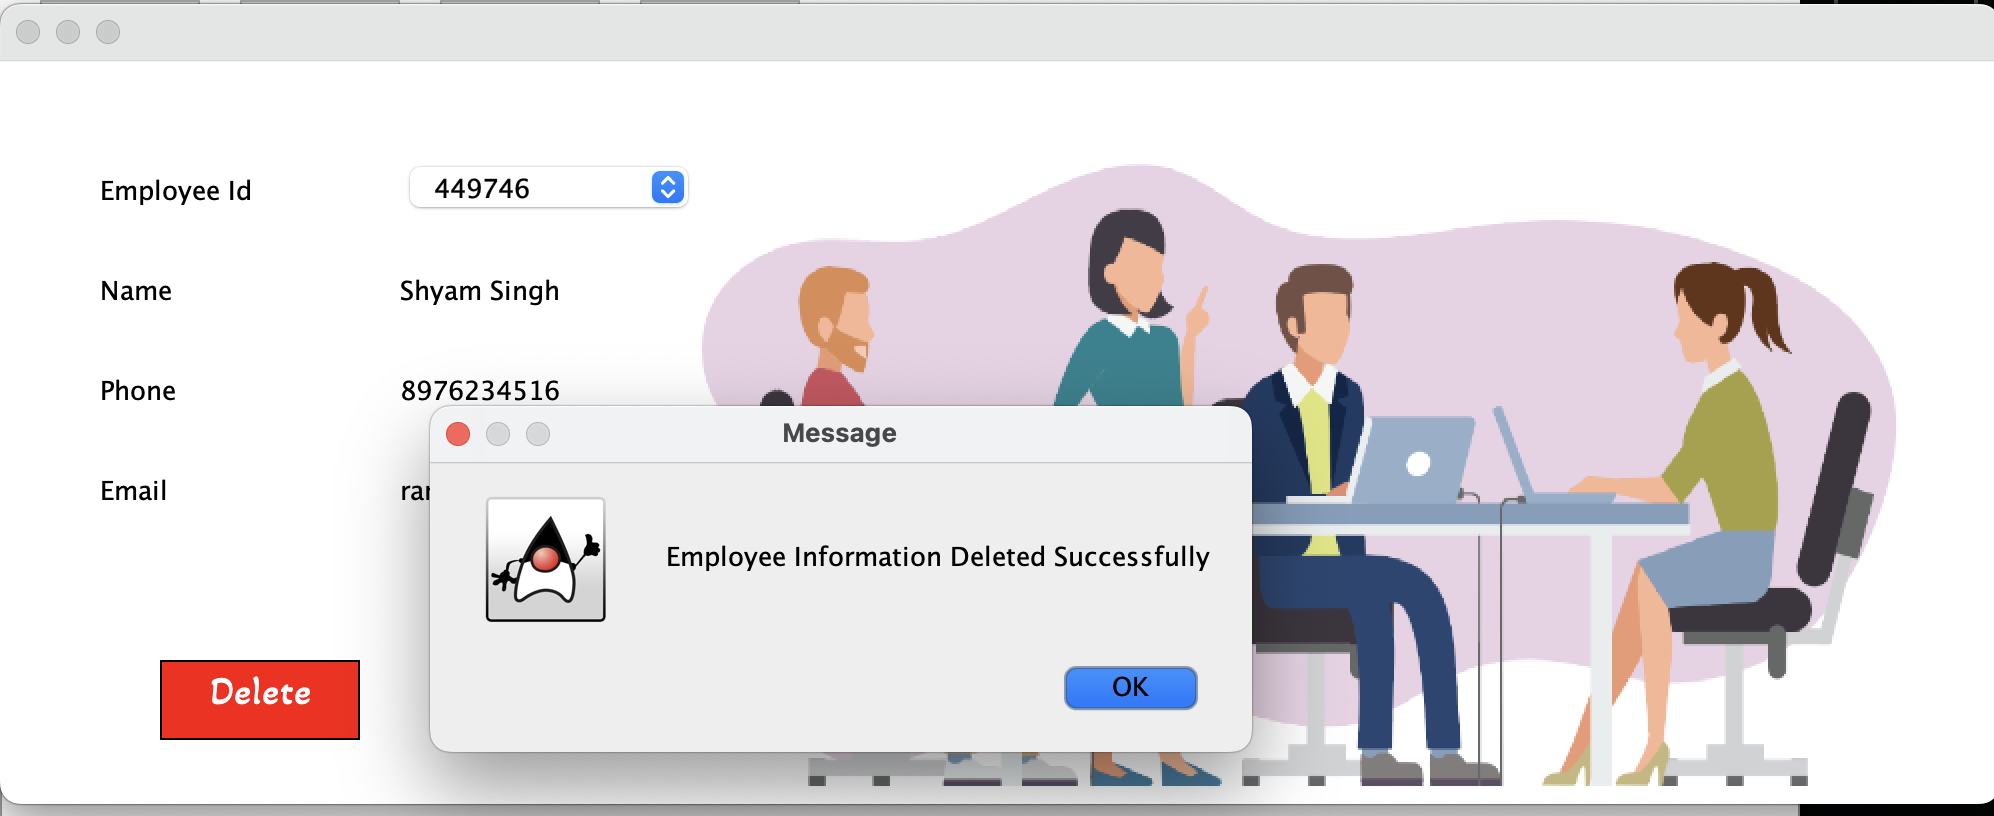 Employee Id 449746
Name Shyam Singh
Phone 8976234516
Email
Message
Employee Information Deleted Successfully
OK
Delete